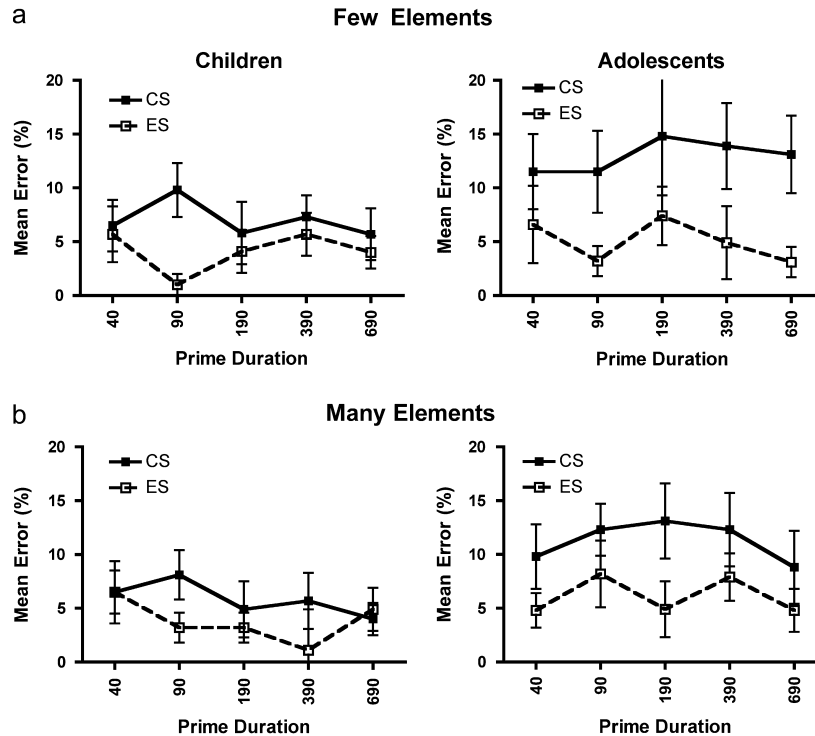 a
Few Elements
Children
Adolescents
20
15
10
5
0
Mean Error (%)
CS
ES
40
90
190
390
690
Prime Duration
20
15
10
5
0
Mean Error (%)
CS
ES
40
90
190
390
690
Prime Duration
b
Many Elements
20
15
10
5
0
Mean Error (%)
CS
ES
40
90
190
390
690
Prime Duration
20
15
10
5
0
Mean Error (%)
CS
ES
40
90
190
390
690
Prime Duration